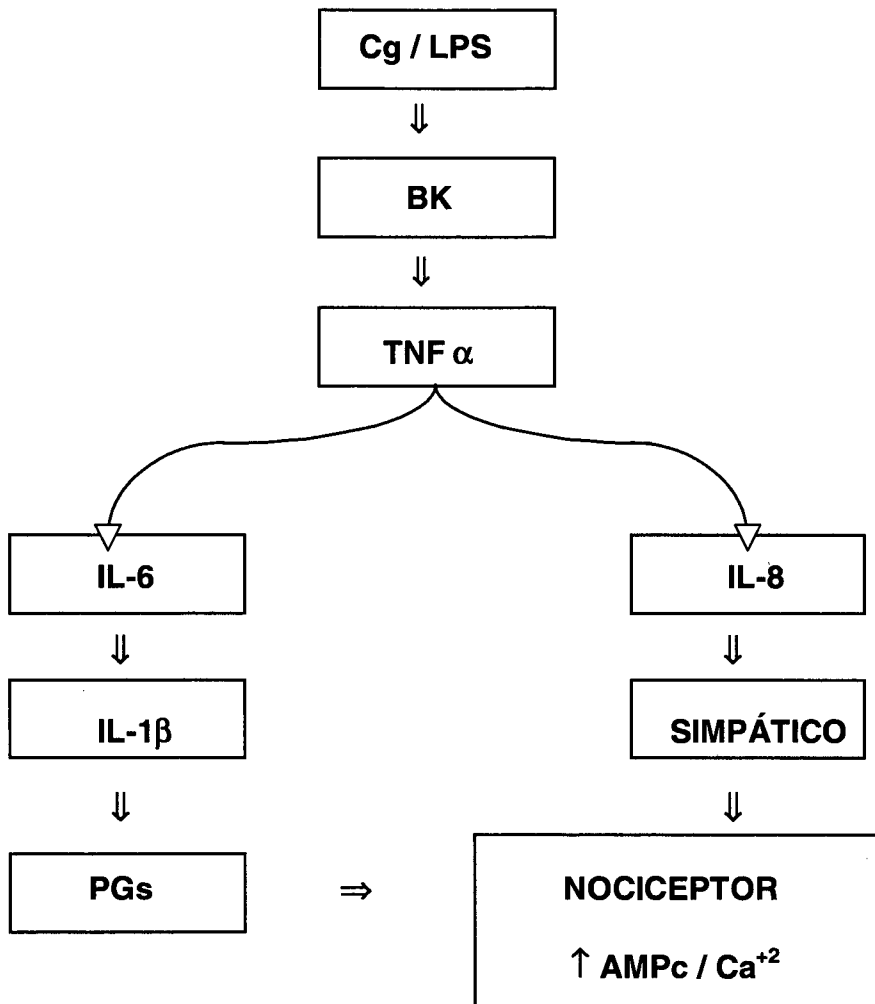 Cg / LPS
⇓
BK
⇓
TNF α
IL-6
IL-8
⇓
⇓
IL-1β
SIMPÁTICO
⇓
⇓
PGs
⇒
NOCICEPTOR
↑ AMPc / Ca⁺²